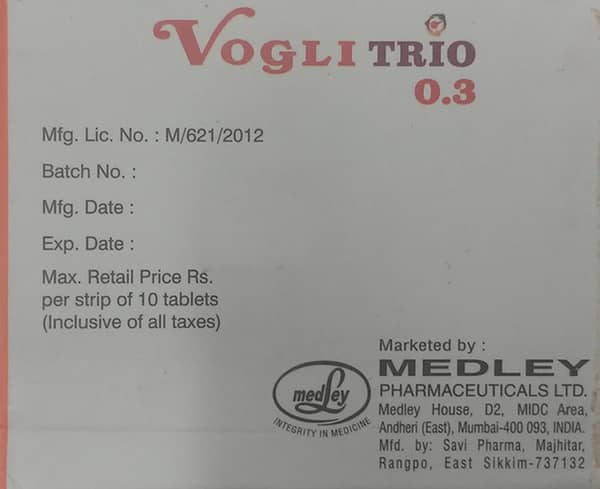 VOGLI TRIO
0.3
Mfg. Lic. No. : M/621/2012
Batch No. :
Mfg. Date :
Exp. Date :
Max. Retail Price Rs.
per strip of 10 tablets
(Inclusive of all taxes)
Marketed by :
MEDLEY
PHARMACEUTICALS LTD.
Medley House, D2, MIDC Area,
Andheri (East), Mumbai-400 093, INDIA.
Mfd. by: Savi Pharma, Majhitar,
Rangpo, East Sikkim-737132
medley
INTEGRITY IN MEDICINE